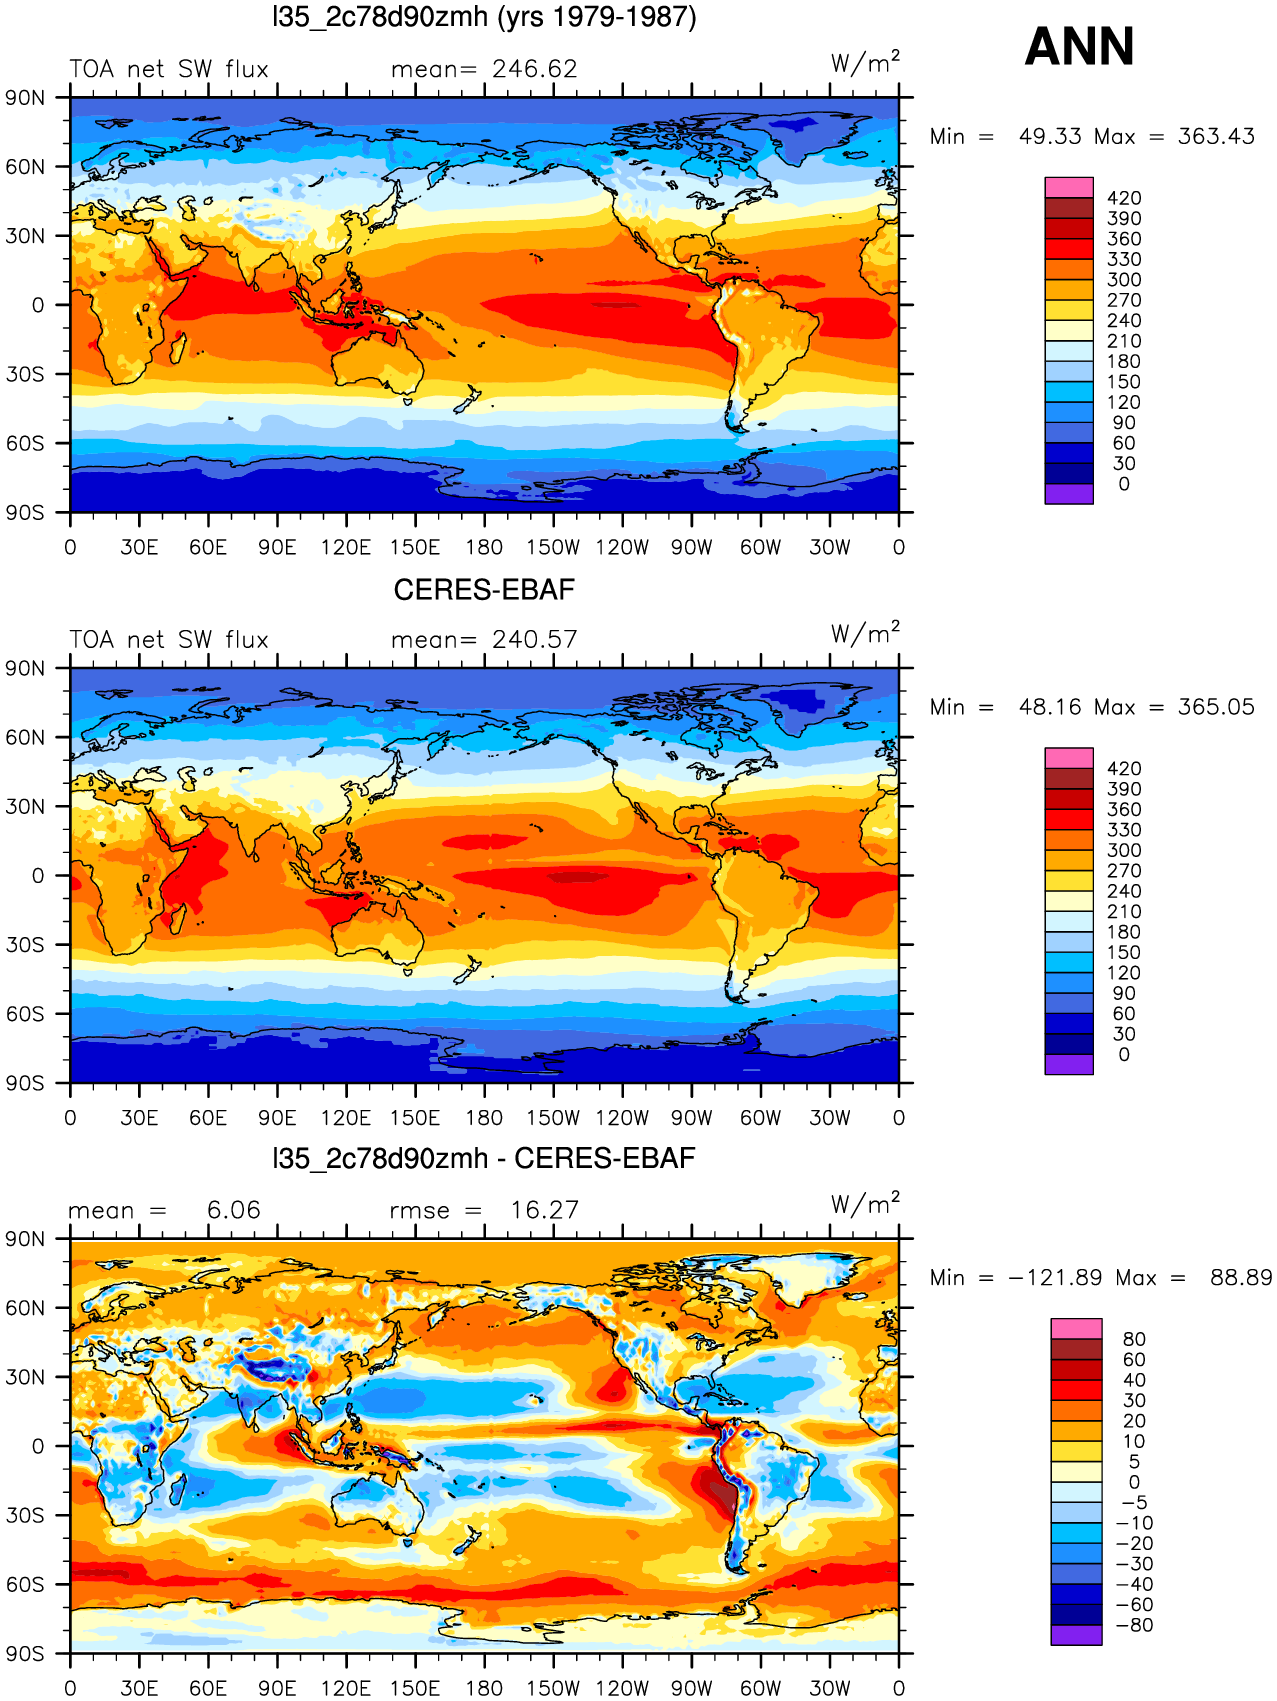 l35_2c78d90zmh (yrs 1979-1987)
ANN
TOA net SW flux mean= 246.62 W/m²
Min = 49.33 Max = 363.43
90N
60N
30N
0
30S
60S
90S
0 30E 60E 90E 120E 150E 180 150W 120W 90W 60W 30W 0
420
390
360
330
300
270
240
210
180
150
120
90
60
30
0
CERES-EBAF
TOA net SW flux mean= 240.57 W/m²
Min = 48.16 Max = 365.05
90N
60N
30N
0
30S
60S
90S
0 30E 60E 90E 120E 150E 180 150W 120W 90W 60W 30W 0
420
390
360
330
300
270
240
210
180
150
120
90
60
30
0
l35_2c78d90zmh - CERES-EBAF
mean = 6.06 rmse = 16.27 W/m²
Min = −121.89 Max = 88.89
90N
60N
30N
0
30S
60S
90S
0 30E 60E 90E 120E 150E 180 150W 120W 90W 60W 30W 0
80
60
40
30
20
10
5
0
−5
−10
−20
−30
−40
−60
−80